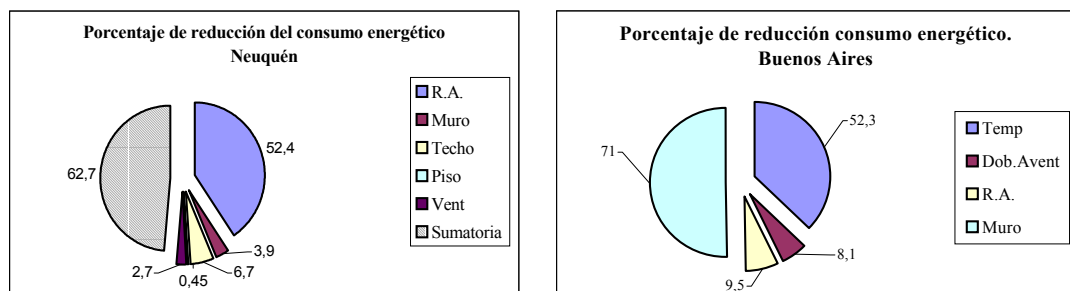 Porcentaje de reducción del consumo energético
Neuquén
52,4
3,9
6,7
0,45
2,7
62,7
R.A.
Muro
Techo
Piso
Vent
Sumatoria
Porcentaje de reducción consumo energético.
Buenos Aires
52,3
8,1
9,5
71
Temp
Dob.Avent
R.A.
Muro